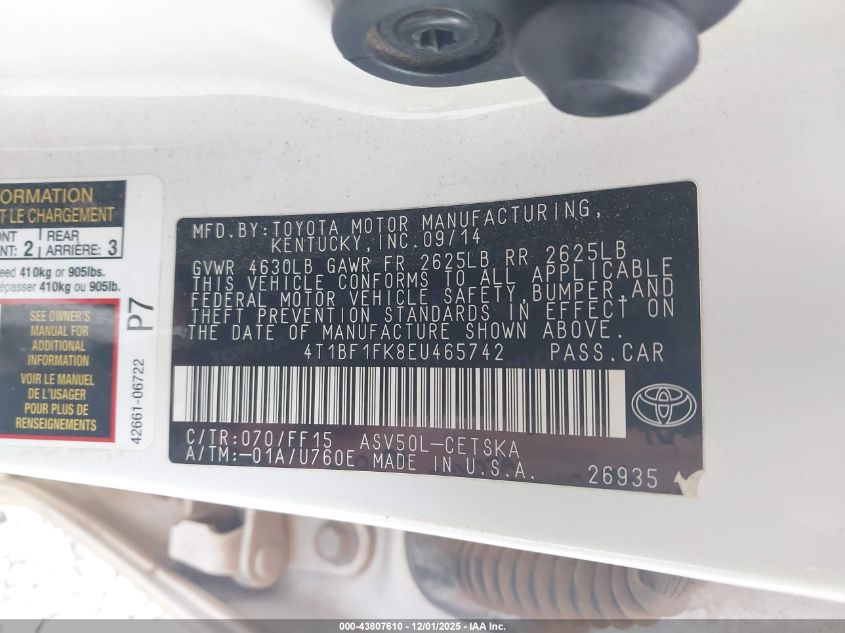 ORMATION
T LE CHARGEMENT
NT 2 REAR 3
NT: ARRIÈRE:
eed 410kg or 905lbs.
épasser 410kg ou 905lb.
SEE OWNER'S
MANUAL FOR
ADDITIONAL
INFORMATION
VOIR LE MANUEL
DE L'USAGER
POUR PLUS DE
RENSEIGNEMENTS
P7
42661-06722
MFD.BY:TOYOTA MOTOR MANUFACTURING,
KENTUCKY,INC.09/14
GVWR 4630LB GAWR FR 2625LB RR 2625LB
THIS VEHICLE CONFORMS TO ALL APPLICABLE
FEDERAL MOTOR VEHICLE SAFETY,BUMPER,AND
THEFT PREVENTION STANDARDS IN EFFECT ON
THE DATE OF MANUFACTURE SHOWN ABOVE.
4T1BF1FK8EU465742 PASS.CAR
C/TR:070/FF15 ASV50L-CETSKA
A/TM:-01A/U760E MADE IN U.S.A. 26935
000-43807610 - 12/01/2025 - IAA Inc.